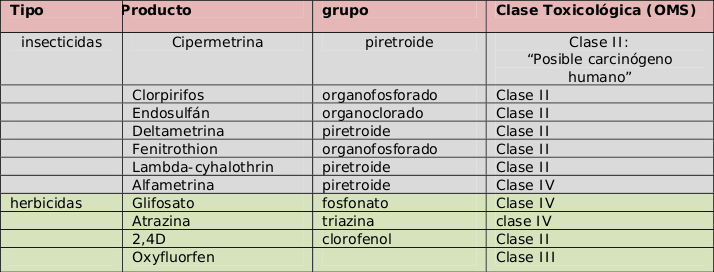 Tipo Producto grupo Clase Toxicológica (OMS)
insecticidas Cipermetrina piretroide Clase II:
“Posible carcinógeno
humano”
Clorpirifos organofosforado Clase II
Endosulfán organoclorado Clase II
Deltametrina piretroide Clase II
Fenitrothion organofosforado Clase II
Lambda-cyhalothrin piretroide Clase II
Alfametrina piretroide Clase IV
herbicidas Glifosato fosfonato Clase IV
Atrazina triazina clase IV
2,4D clorofenol Clase II
Oxyfluorfen Clase III